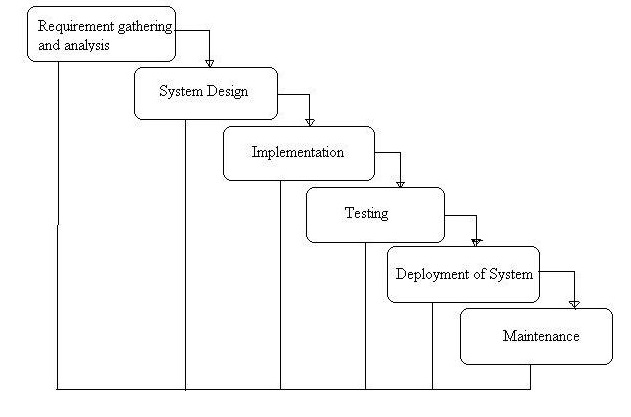 Requirement gathering
and analysis
System Design
Implementation
Testing
Deployment of System
Maintenance